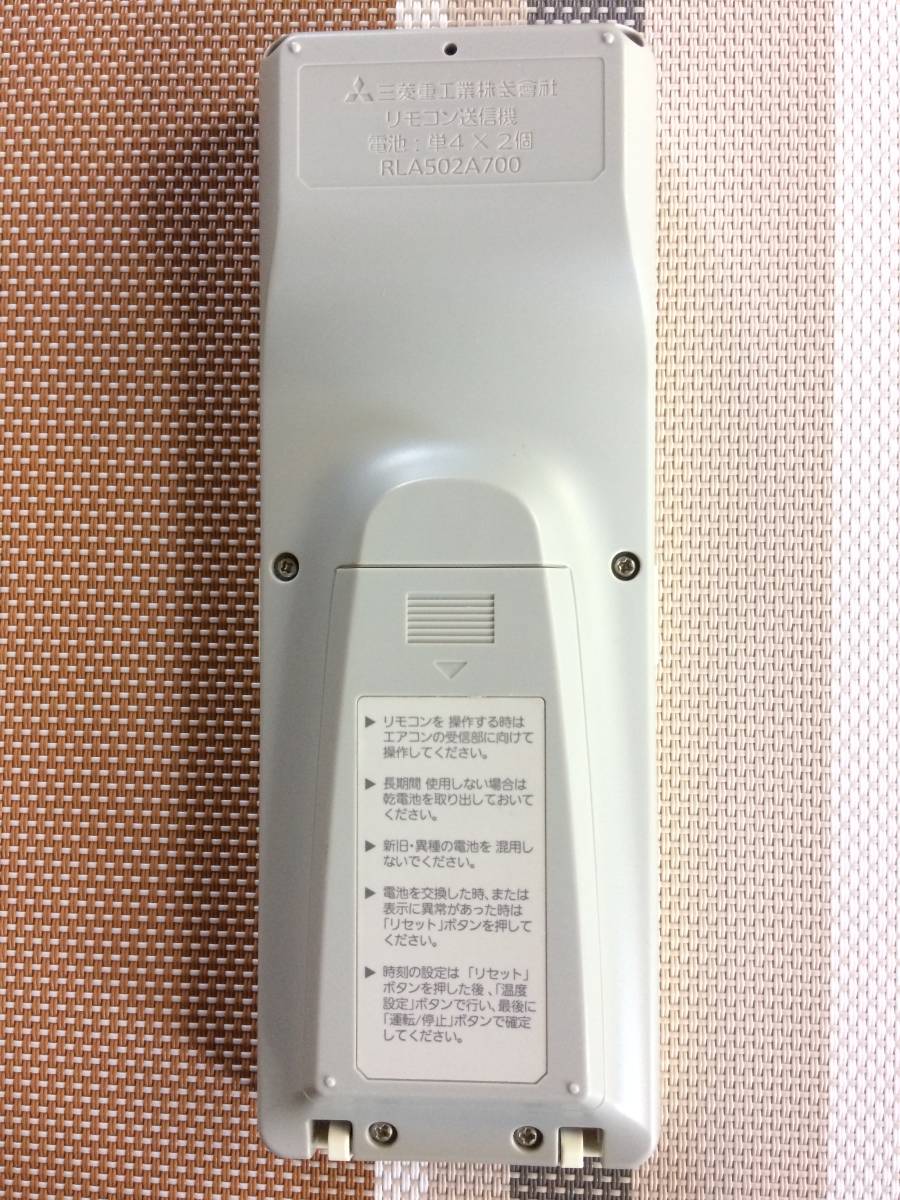 三菱重工業株式會社
リモコン送信機
電池：単4×2個
RLA502A700
▶ リモコンを 操作する時は
エアコンの受信部に向けて
操作してください。
▶ 長期間 使用しない場合は
乾電池を取り出しておいて
ください。
▶ 新旧・異種の電池を 混用し
ないでください。
▶ 電池を交換した時、または
表示に異常があった時は
「リセット」ボタンを押して
ください。
▶ 時刻の設定は 「リセット」
ボタンを押した後、「温度
設定」ボタンで行い、最後に
「運転/停止」ボタンで確定
してください。